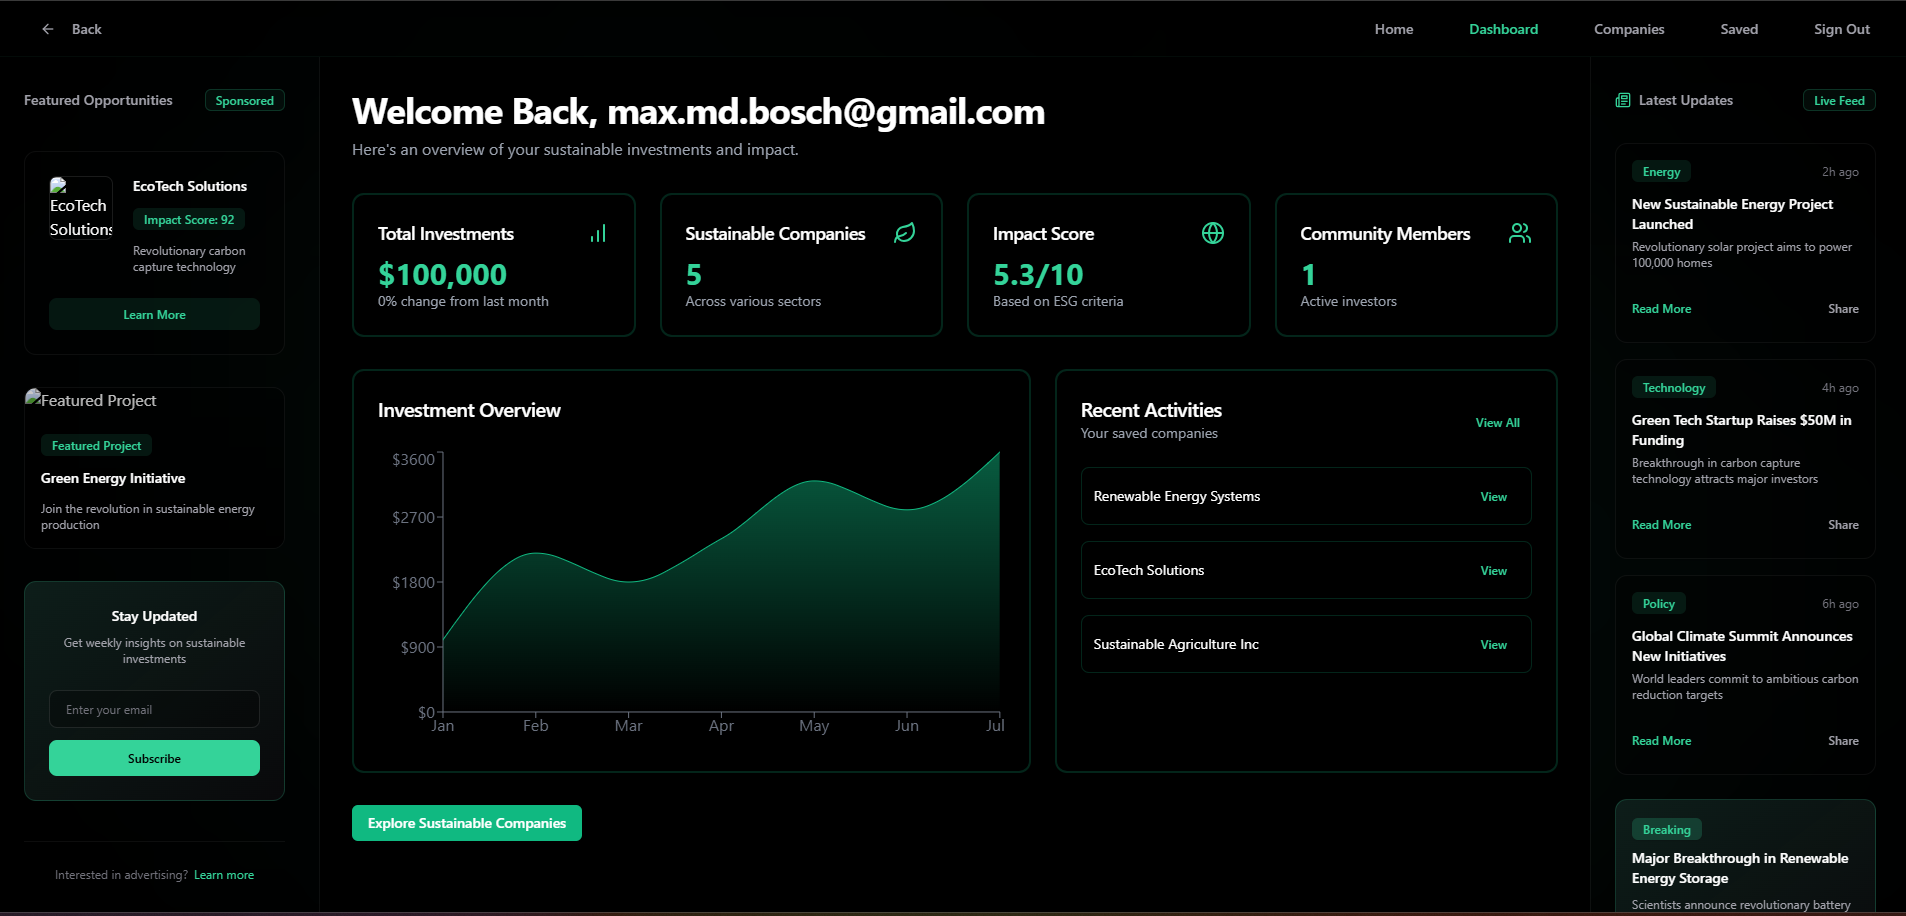 Back
Home
Dashboard
Companies
Saved
Sign Out
Featured Opportunities
Sponsored
EcoTech
Solutions
EcoTech Solutions
Impact Score: 92
Revolutionary carbon
capture technology
Learn More
Featured Project
Featured Project
Green Energy Initiative
Join the revolution in sustainable energy
production
Stay Updated
Get weekly insights on sustainable
investments
Enter your email
Subscribe
Interested in advertising? Learn more
Welcome Back, max.md.bosch@gmail.com
Here's an overview of your sustainable investments and impact.
Total Investments
$100,000
0% change from last month
Sustainable Companies
5
Across various sectors
Impact Score
5.3/10
Based on ESG criteria
Community Members
1
Active investors
Investment Overview
$3600
$2700
$1800
$900
$0
Jan
Feb
Mar
Apr
May
Jun
Jul
Recent Activities
Your saved companies
View All
Renewable Energy Systems
View
EcoTech Solutions
View
Sustainable Agriculture Inc
View
Explore Sustainable Companies
Latest Updates
Live Feed
Energy
2h ago
New Sustainable Energy Project
Launched
Revolutionary solar project aims to power
100,000 homes
Read More
Share
Technology
4h ago
Green Tech Startup Raises $50M in
Funding
Breakthrough in carbon capture
technology attracts major investors
Read More
Share
Policy
6h ago
Global Climate Summit Announces
New Initiatives
World leaders commit to ambitious carbon
reduction targets
Read More
Share
Breaking
Major Breakthrough in Renewable
Energy Storage
Scientists announce revolutionary battery